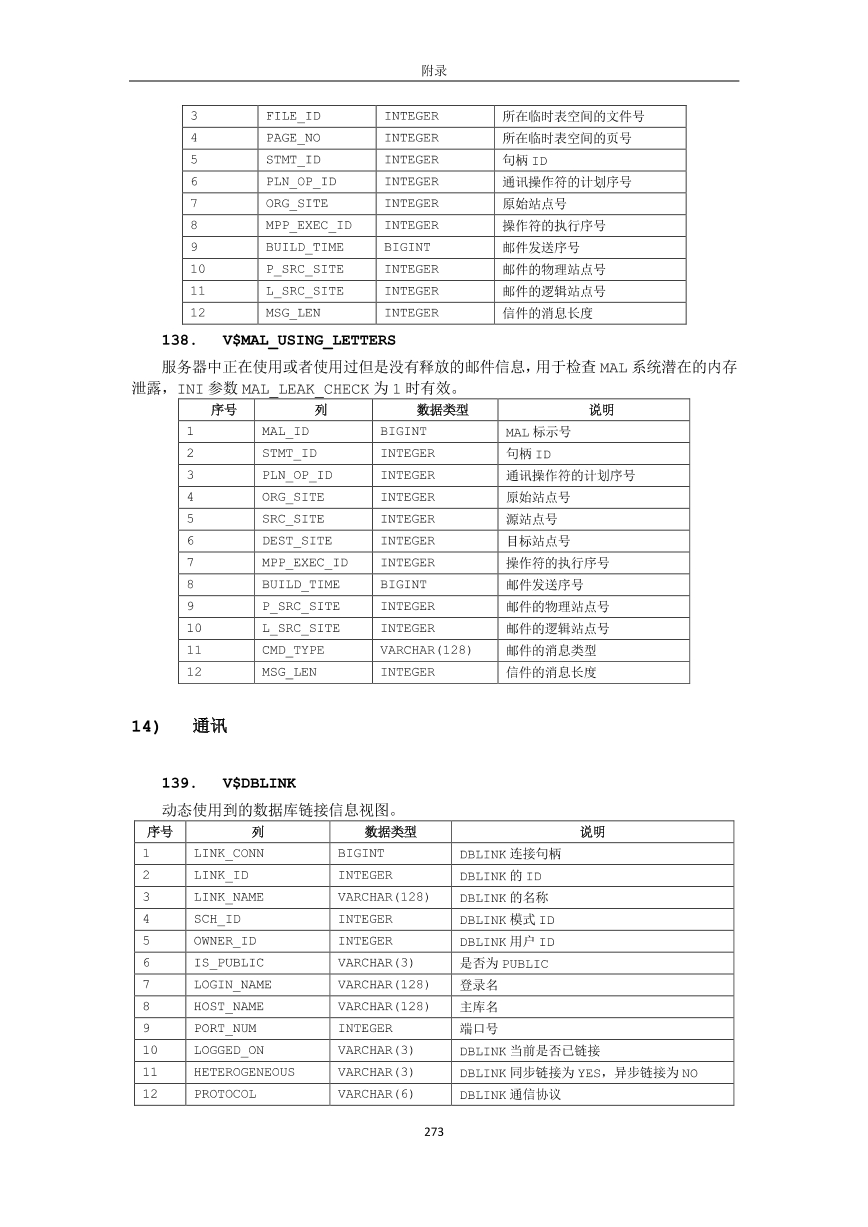 附录
3 FILE_ID INTEGER 所在临时表空间的文件号
4 PAGE_NO INTEGER 所在临时表空间的页号
5 STMT_ID INTEGER 句柄 ID
6 PLN_OP_ID INTEGER 通讯操作符的计划序号
7 ORG_SITE INTEGER 原始站点号
8 MPP_EXEC_ID INTEGER 操作符的执行序号
9 BUILD_TIME BIGINT 邮件发送序号
10 P_SRC_SITE INTEGER 邮件的物理站点号
11 L_SRC_SITE INTEGER 邮件的逻辑站点号
12 MSG_LEN INTEGER 信件的消息长度
138. V$MAL_USING_LETTERS
服务器中正在使用或者使用过但是没有释放的邮件信息，用于检查 MAL 系统潜在的内存
泄露，INI 参数 MAL_LEAK_CHECK 为 1 时有效。
序号 列 数据类型 说明
1 MAL_ID BIGINT MAL 标示号
2 STMT_ID INTEGER 句柄 ID
3 PLN_OP_ID INTEGER 通讯操作符的计划序号
4 ORG_SITE INTEGER 原始站点号
5 SRC_SITE INTEGER 源站点号
6 DEST_SITE INTEGER 目标站点号
7 MPP_EXEC_ID INTEGER 操作符的执行序号
8 BUILD_TIME BIGINT 邮件发送序号
9 P_SRC_SITE INTEGER 邮件的物理站点号
10 L_SRC_SITE INTEGER 邮件的逻辑站点号
11 CMD_TYPE VARCHAR(128) 邮件的消息类型
12 MSG_LEN INTEGER 信件的消息长度
14) 通讯
139. V$DBLINK
动态使用到的数据库链接信息视图。
序号 列 数据类型 说明
1 LINK_CONN BIGINT DBLINK 连接句柄
2 LINK_ID INTEGER DBLINK 的 ID
3 LINK_NAME VARCHAR(128) DBLINK 的名称
4 SCH_ID INTEGER DBLINK 模式 ID
5 OWNER_ID INTEGER DBLINK 用户 ID
6 IS_PUBLIC VARCHAR(3) 是否为 PUBLIC
7 LOGIN_NAME VARCHAR(128) 登录名
8 HOST_NAME VARCHAR(128) 主库名
9 PORT_NUM INTEGER 端口号
10 LOGGED_ON VARCHAR(3) DBLINK 当前是否已链接
11 HETEROGENEOUS VARCHAR(3) DBLINK 同步链接为 YES，异步链接为 NO
12 PROTOCOL VARCHAR(6) DBLINK 通信协议
273